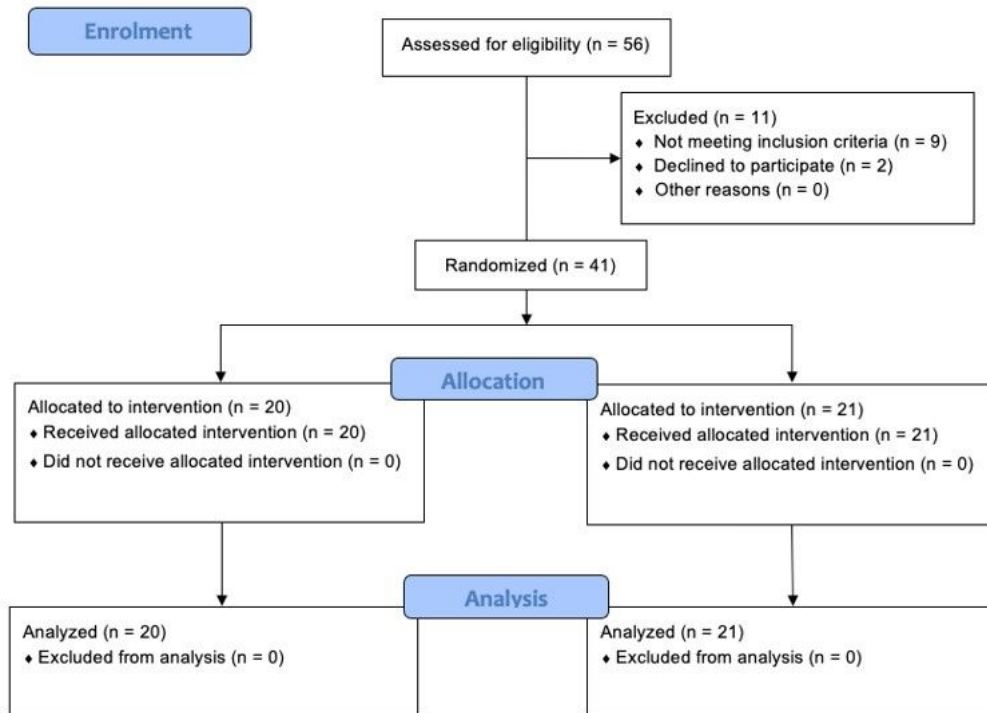 Enrolment
Assessed for eligibility (n = 56)
Excluded (n = 11)
♦ Not meeting inclusion criteria (n = 9)
♦ Declined to participate (n = 2)
♦ Other reasons (n = 0)
Randomized (n = 41)
Allocation
Allocated to intervention (n = 20)
♦ Received allocated intervention (n = 20)
♦ Did not receive allocated intervention (n = 0)
Allocated to intervention (n = 21)
♦ Received allocated intervention (n = 21)
♦ Did not receive allocated intervention (n = 0)
Analysis
Analyzed (n = 20)
♦ Excluded from analysis (n = 0)
Analyzed (n = 21)
♦ Excluded from analysis (n = 0)